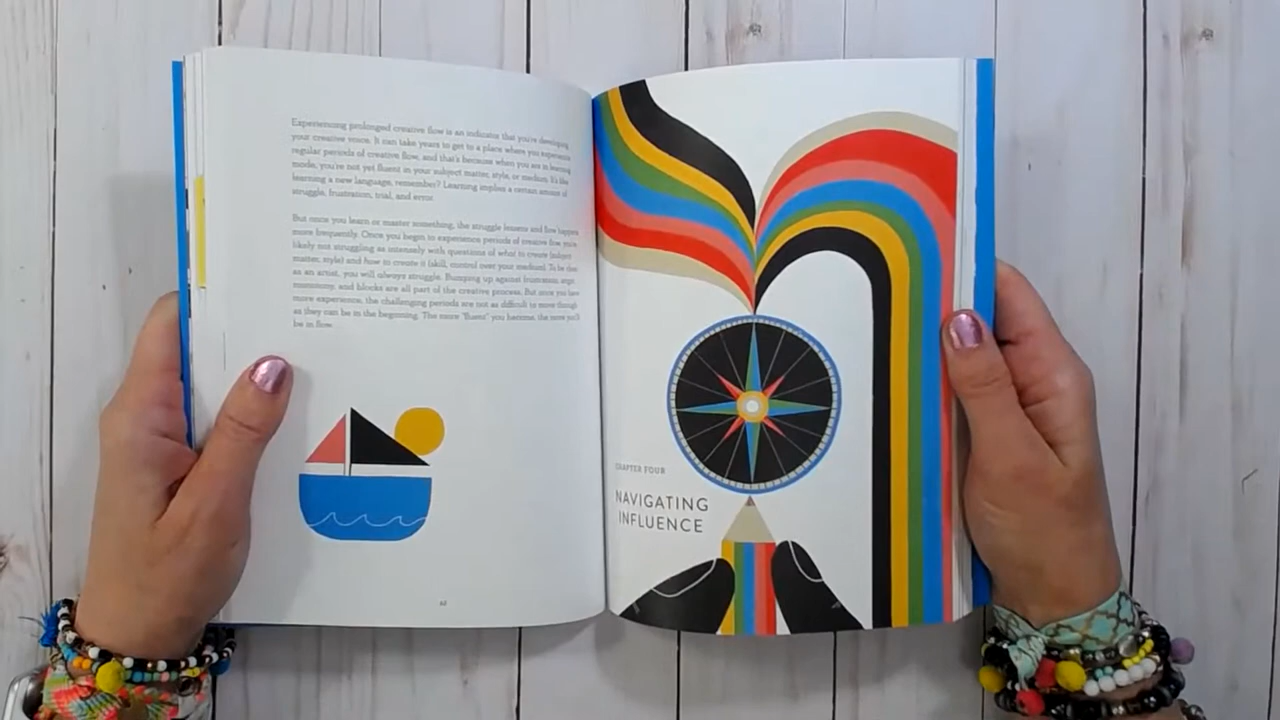 Experiencing prolonged creative flow is an indicator that you're developing
your creative voice. It can take years to get to a place where you experience
regular periods of creative flow, and that's because when you are in learning
mode, you're not yet fluent in your subject matter, style, or medium. It's like
learning a new language, remember? Learning implies a certain amount of
struggle, frustration, trial, and error.
But once you learn or master something, the struggle lessens and flow happens
more frequently. Once you begin to experience periods of creative flow, you're
likely not struggling as intensely with questions of what to create (subject
matter, style) and how to create it (skill, control over your medium). To be clear,
as an artist, you will always struggle. Bumping up against frustration,
monotony, and blocks are all part of the creative process. But once you have
more experience, the challenging periods are not as difficult to move through
as they can be in the beginning. The more "fluent" you become, the more you'll
be in flow.
62
CHAPTER FOUR
NAVIGATING
INFLUENCE